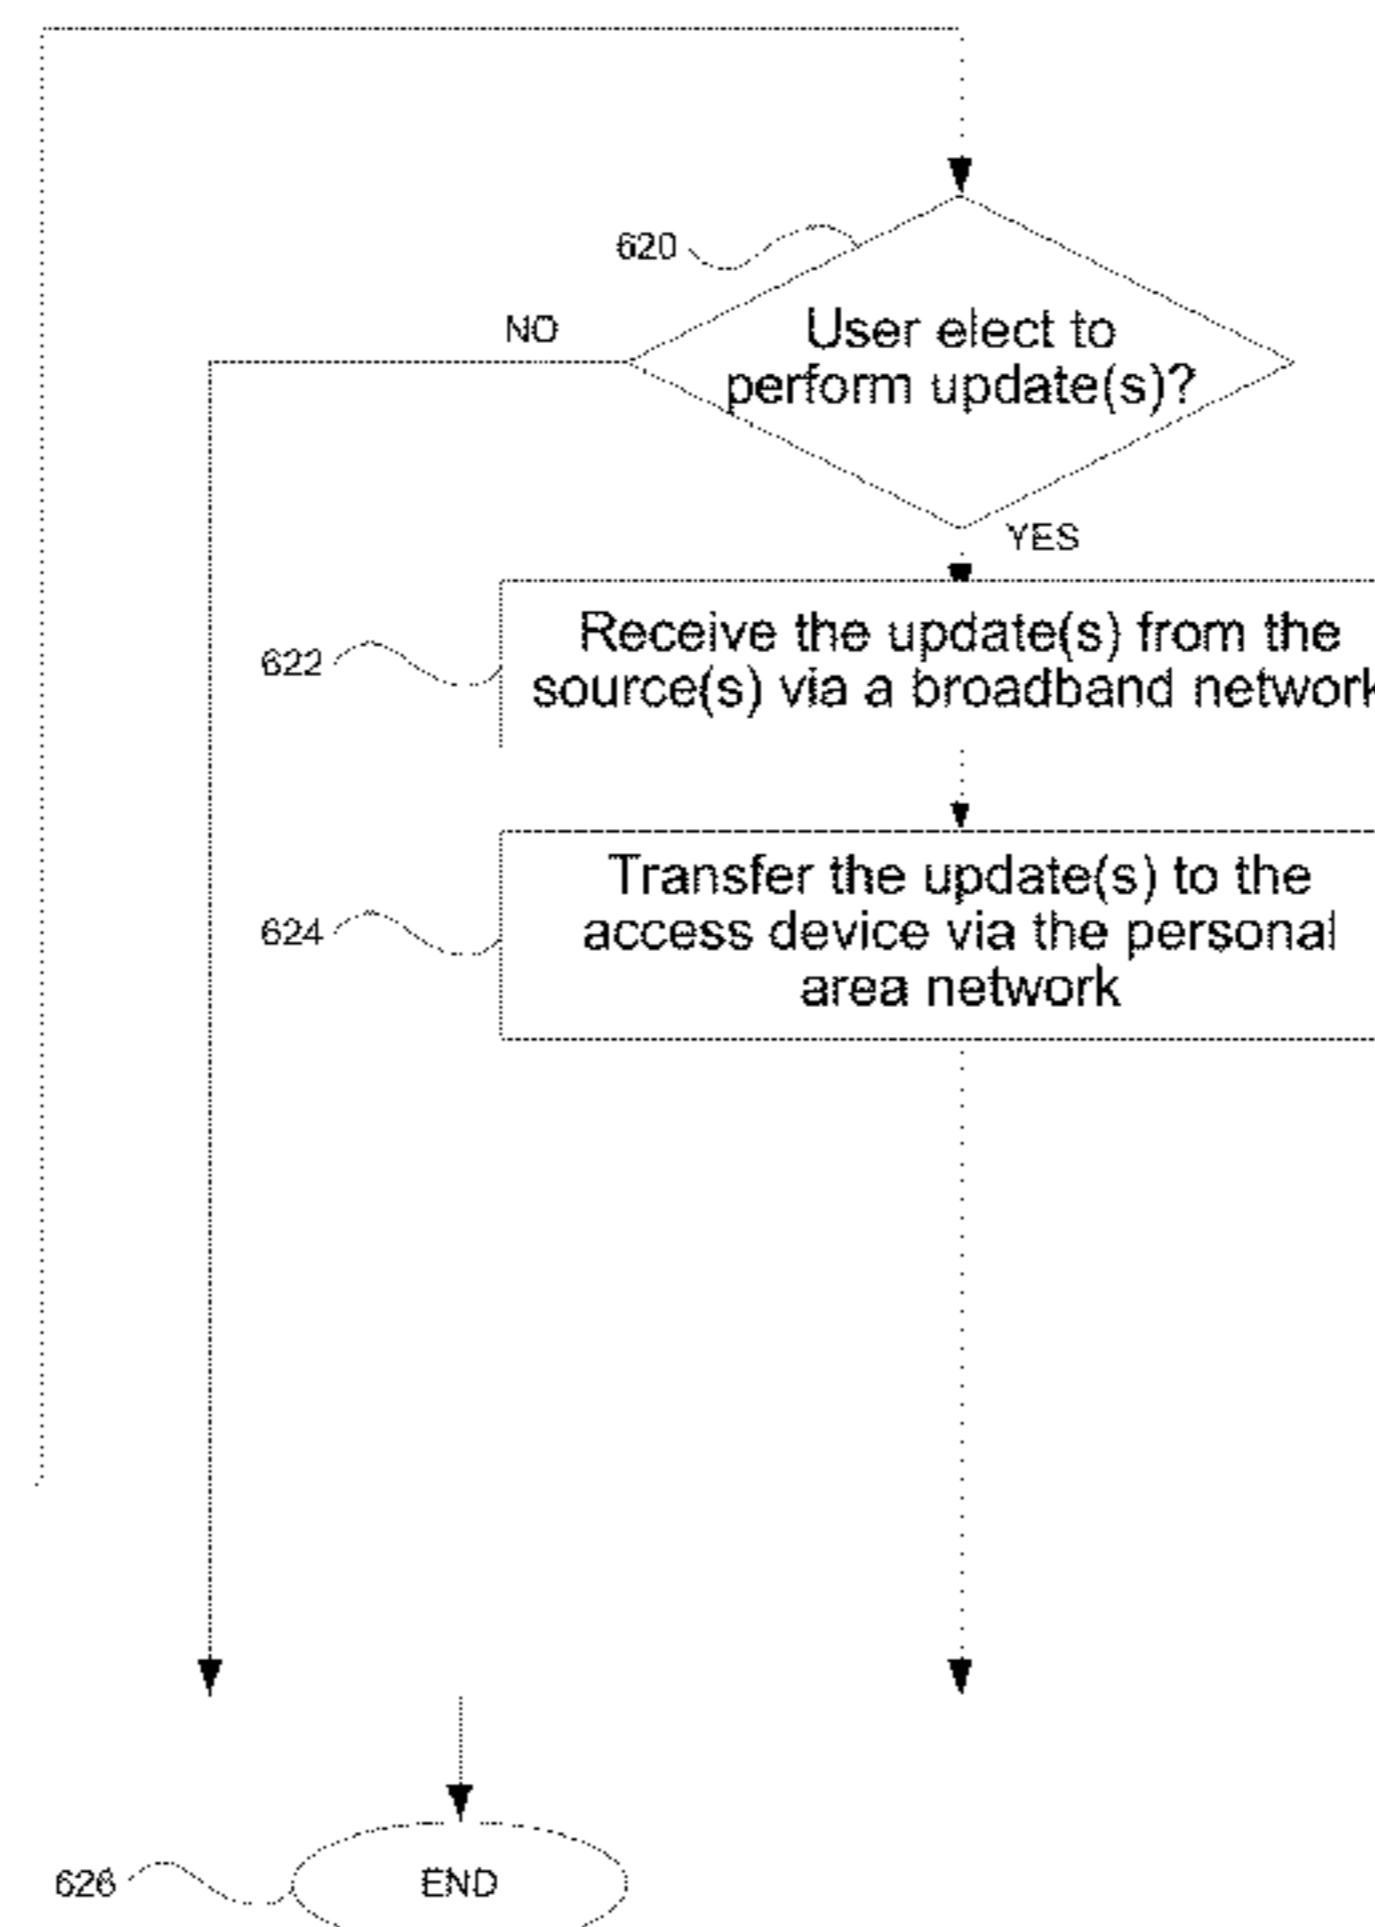 620
NO
User elect to
perform update(s)?
YES
622
Receive the update(s) from the
source(s) via a broadband network
624
Transfer the update(s) to the
access device via the personal
area network
626
END